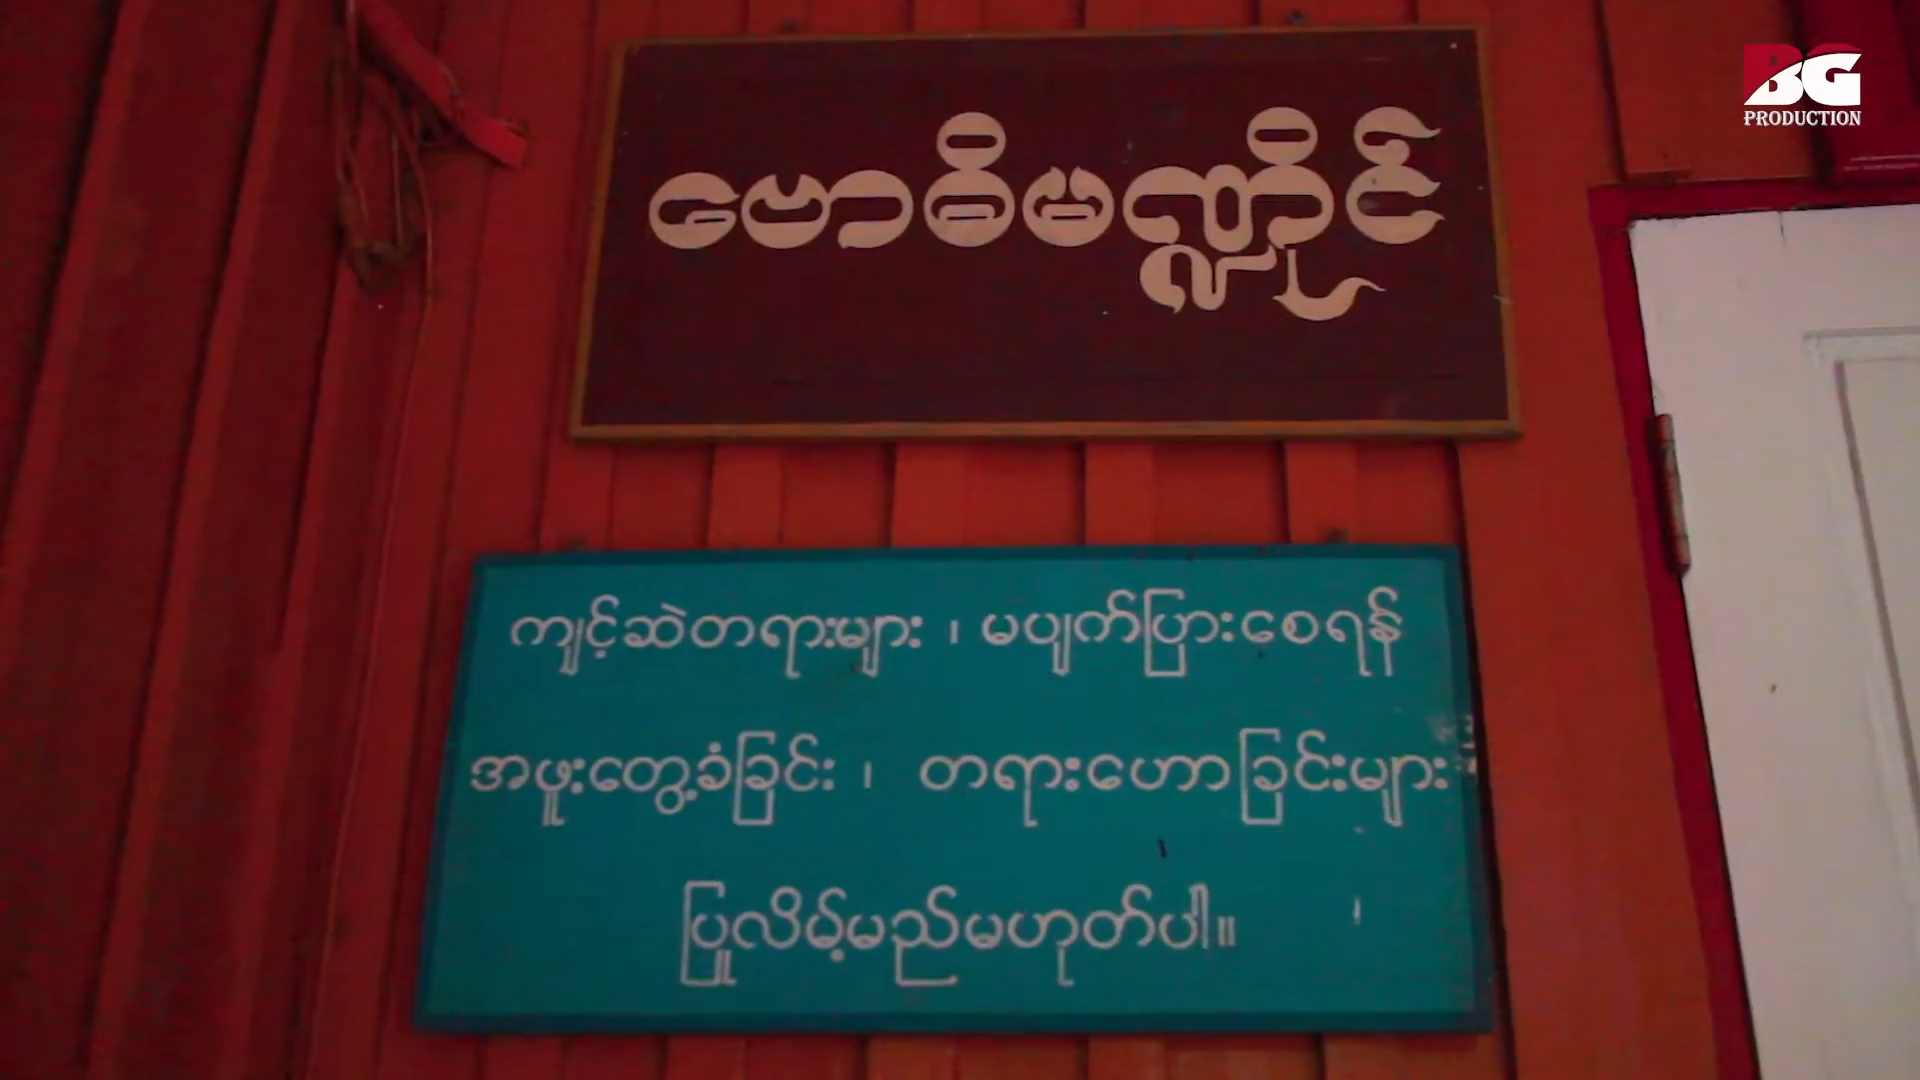 BG
PRODUCTION
ဗောဓိမဏ္ဍိုင်
ကျင့်ဆဲတရားများ ၊ မပျက်ပြားစေရန်
အဖူးတွေ့ခံခြင်း ၊ တရားဟောခြင်းများ
ပြုလိမ့်မည်မဟုတ်ပါ။